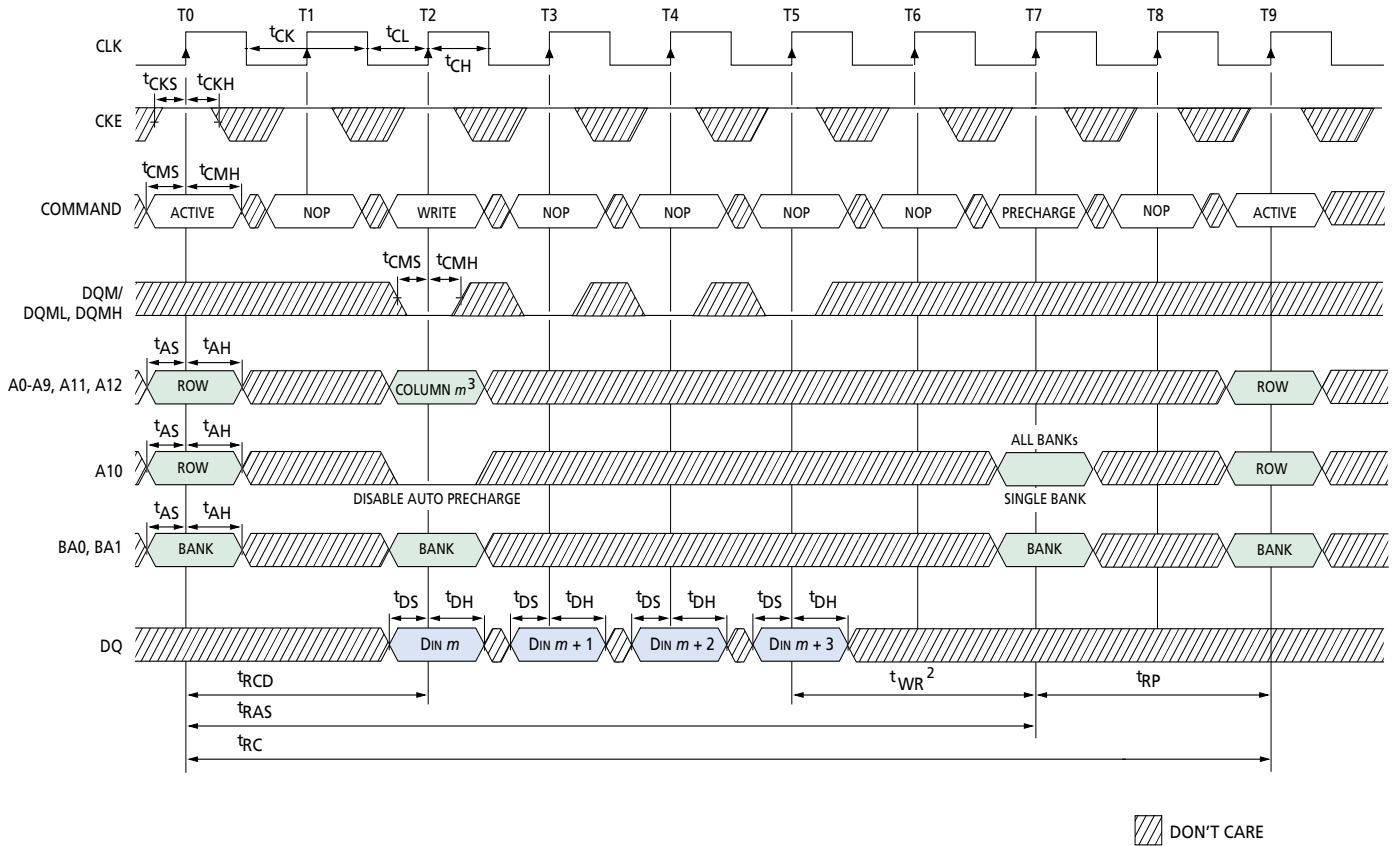 T0 T1 T2 T3 T4 T5 T6 T7 T8 T9
CLK tCK tCL
tCH
tCKS tCKH
CKE
tCMS tCMH
COMMAND ACTIVE NOP WRITE NOP NOP NOP NOP PRECHARGE NOP ACTIVE
tCMS tCMH
DQM/
DQML, DQMH
tAS tAH
A0-A9, A11, A12 ROW COLUMN m3 ROW
tAS tAH ALL BANKs
A10 ROW ROW
DISABLE AUTO PRECHARGE SINGLE BANK
tAS tAH
BA0, BA1 BANK BANK BANK BANK
tDS tDH tDS tDH tDS tDH tDS tDH
DQ DIN m DIN m + 1 DIN m + 2 DIN m + 3
tRCD tWR2 tRP
tRAS
tRC
DON'T CARE